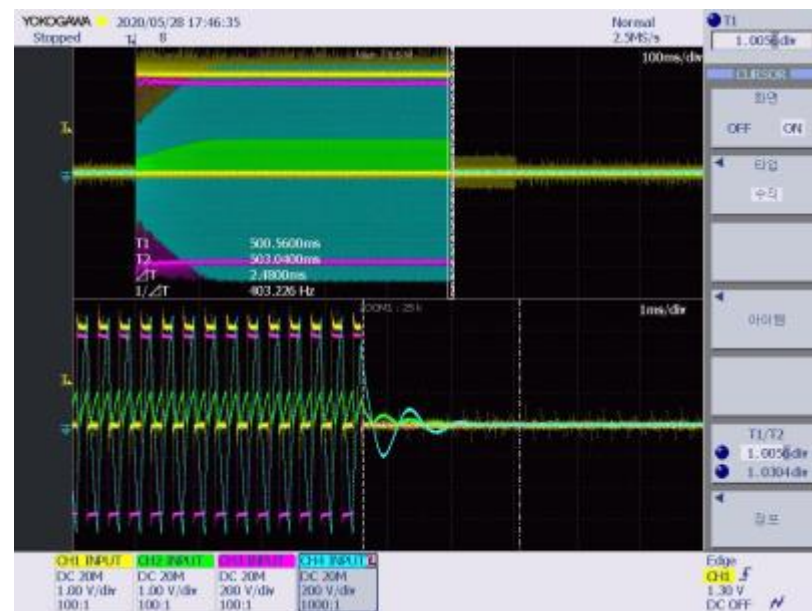 YOKOGAWA 2020/05/28 17:46:35
Stopped 8
Normal
2.5MS/s
100ms/div
T1 500.5600ms
T2 503.0400ms
⊿T 2.4800ms
1/⊿T 403.226 Hz
ZOOM1 : 25 k
1ms/div
CH1 INPUT
DC 20M
1.00 V/div
100:1
CH2 INPUT
DC 20M
1.00 V/div
100:1
CH3 INPUT
DC 20M
200 V/div
100:1
CH4 INPUT
DC 20M
200 V/div
1000:1
T1
1.0056div
CURSOR
화면
OFF ON
타입
수직
아이템
T1/T2
1.0056div
1.0304div
점프
Edge
CH1
1.30 V
DC OFF